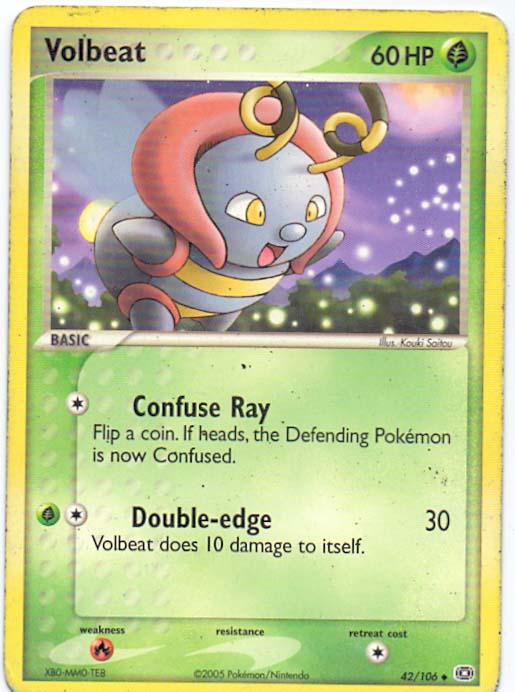 Volbeat 60 HP
BASIC
Illus. Kouki Saitou
Confuse Ray
Flip a coin. If heads, the Defending Pokémon
is now Confused.
Double-edge 30
Volbeat does 10 damage to itself.
weakness resistance retreat cost
XB0-MM0-TEB ©2005 Pokémon/Nintendo 42/106